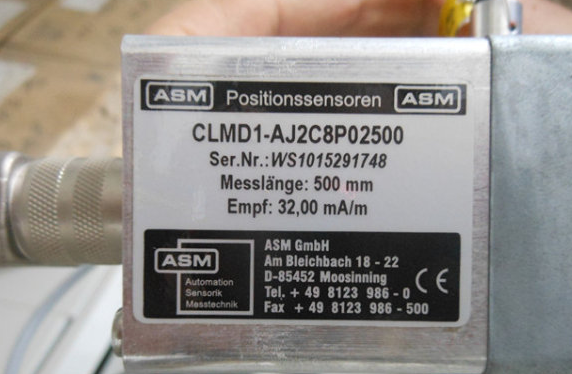 ASM Positionssensoren ASM
CLMD1-AJ2C8P02500
Ser.Nr.:WS1015291748
Messlänge: 500 mm
Empf: 32,00 mA/m
ASM
Automation
Sensorik
Messtechnik
ASM GmbH
Am Bleichbach 18 - 22
D-85452 Moosinning
Tel. + 49 8123 986 - 0
Fax + 49 8123 986 - 500
CE